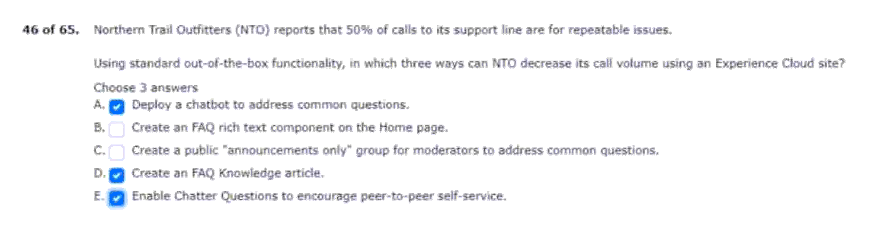 46 of 65. Northern Trail Outfitters (NTO) reports that 50% of calls to its support line are for repeatable issues.
Using standard out-of-the-box functionality, in which three ways can NTO decrease its call volume using an Experience Cloud site?
Choose 3 answers
A. Deploy a chatbot to address common questions.
B. Create an FAQ rich text component on the Home page.
C. Create a public "announcements only" group for moderators to address common questions.
D. Create an FAQ Knowledge article.
E. Enable Chatter Questions to encourage peer-to-peer self-service.